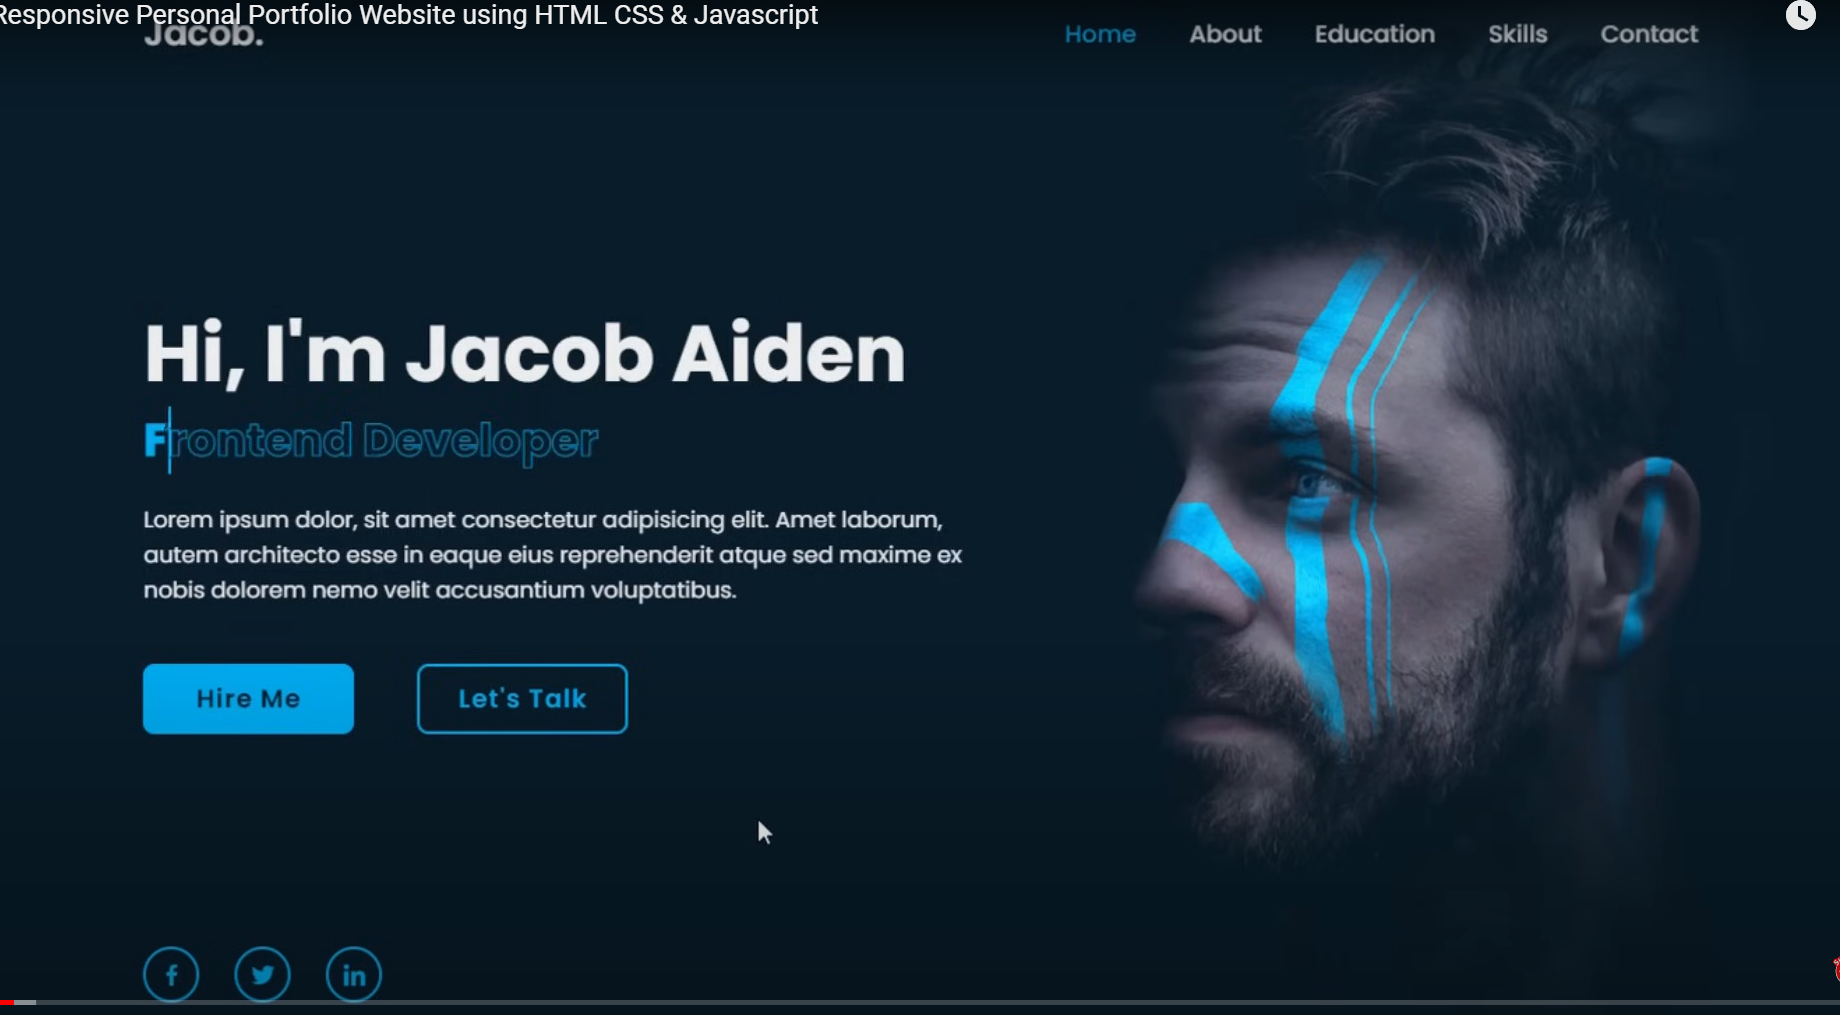 Responsive Personal Portfolio Website using HTML CSS & Javascript
Jacob.
Home About Education Skills Contact
Hi, I'm Jacob Aiden
Frontend Developer
Lorem ipsum dolor, sit amet consectetur adipisicing elit. Amet laborum,
autem architecto esse in eaque eius reprehenderit atque sed maxime ex
nobis dolorem nemo velit accusantium voluptatibus.
Hire Me
Let's Talk